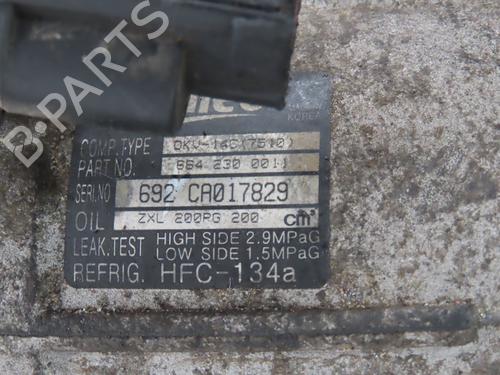 KOREA
COMP.TYPE DKV-14C(7510)
PART NO. 664 230 0011
SERI.NO 692 CA017829
OIL ZXL 200PG 200 cm³
LEAK.TEST HIGH SIDE 2.9MPaG
LOW SIDE 1.5MPaG
REFRIG. HFC-134a
B-PARTS